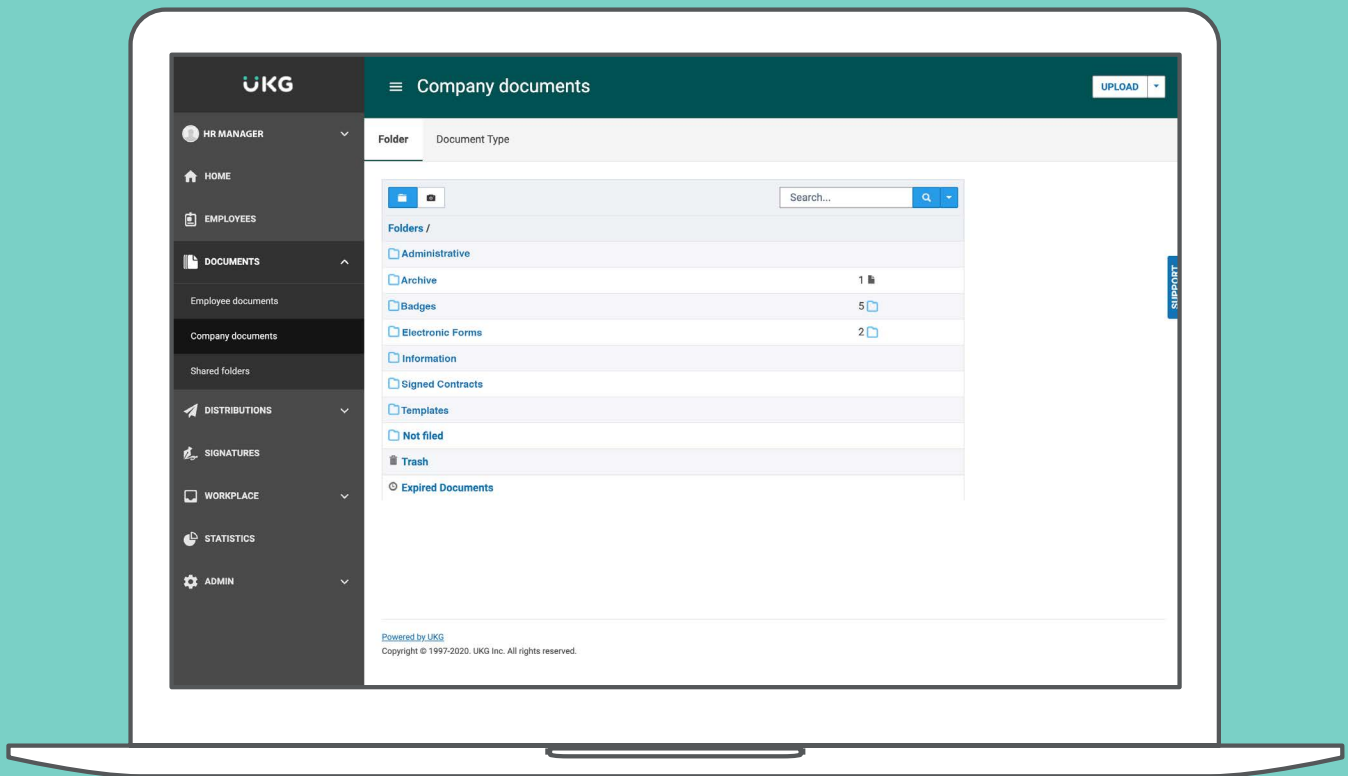 UKG
Company documents
UPLOAD
HR MANAGER
Folder
Document Type
HOME
Search...
EMPLOYEES
Folders /
DOCUMENTS
Administrative
Archive 1
Employee documents
Badges 5
Company documents
Electronic Forms 2
Information
Shared folders
Signed Contracts
DISTRIBUTIONS
Templates
Not filed
SIGNATURES
Trash
WORKPLACE
Expired Documents
STATISTICS
ADMIN
SUPPORT
Powered by UKG
Copyright © 1997-2020. UKG Inc. All rights reserved.